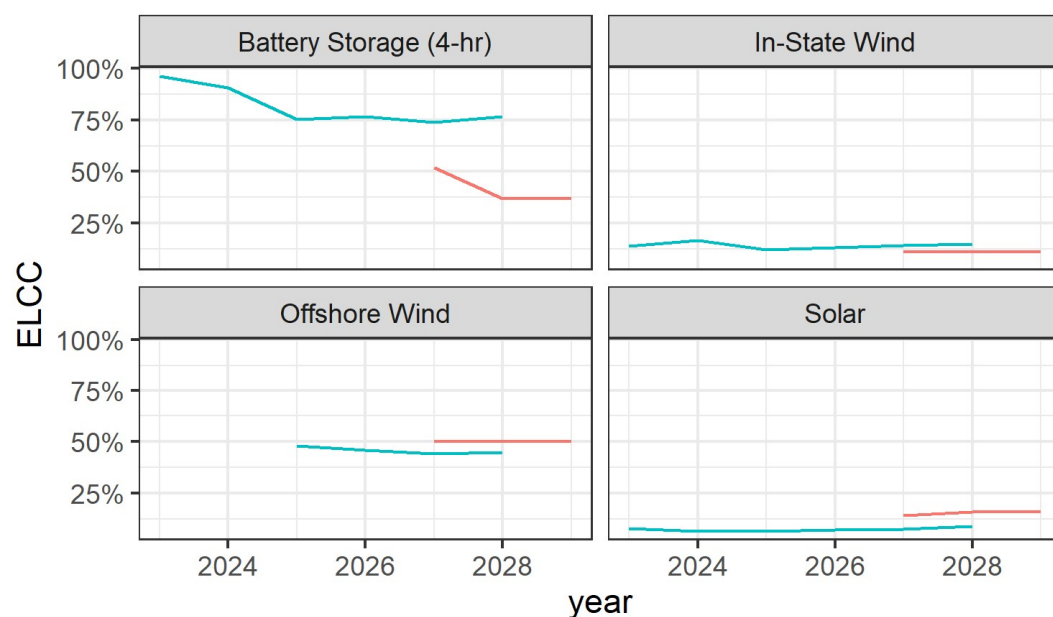 Battery Storage (4-hr)
In-State Wind
100%
75%
50%
25%
Offshore Wind
Solar
100%
75%
50%
25%
ELCC
2024
2026
2028
2024
2026
2028
year